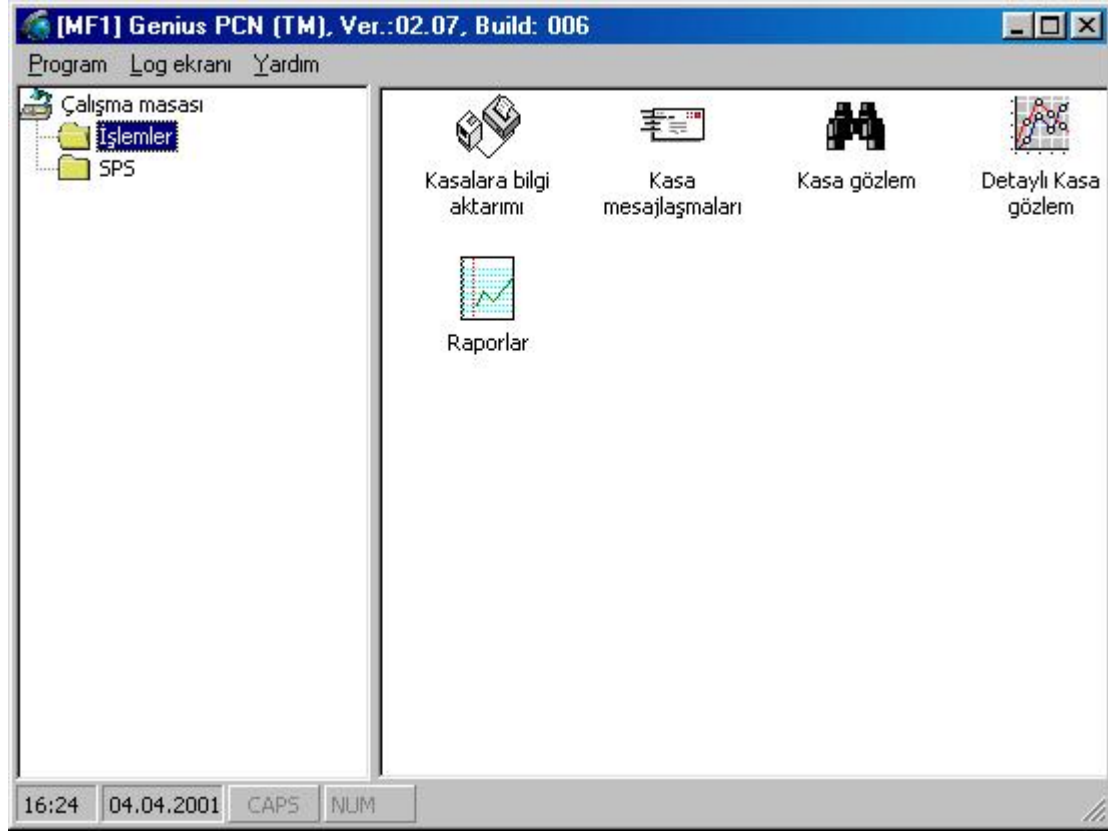 [MF1] Genius PCN (TM), Ver.:02.07, Build: 006
Program Log ekranı Yardım
Çalışma masası
İşlemler
SPS
Kasalara bilgi
aktarımı
Kasa
mesajlaşmaları
Kasa gözlem
Detaylı Kasa
gözlem
Raporlar
16:24 04.04.2001 CAPS NUM